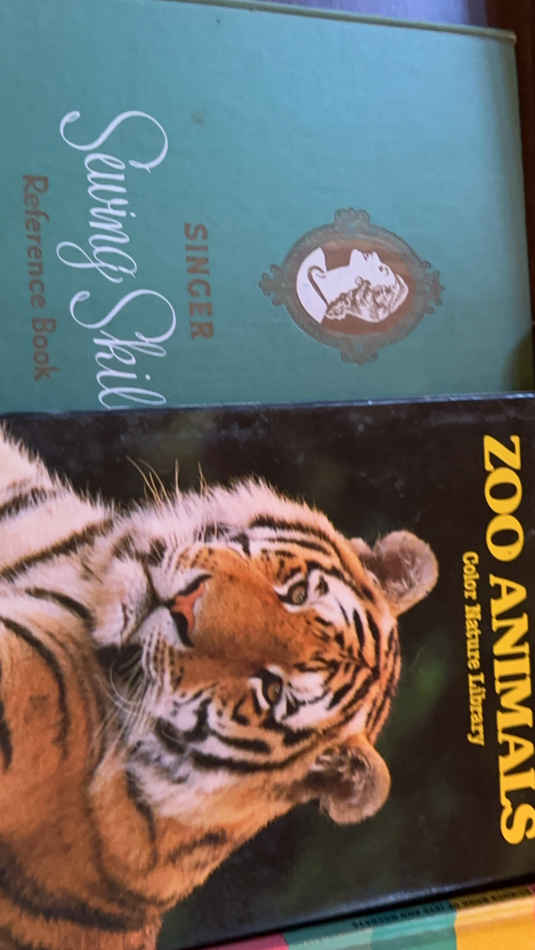 SINGER
Sewing Skil
Reference Book
ZOO ANIMALS
Color Nature Library